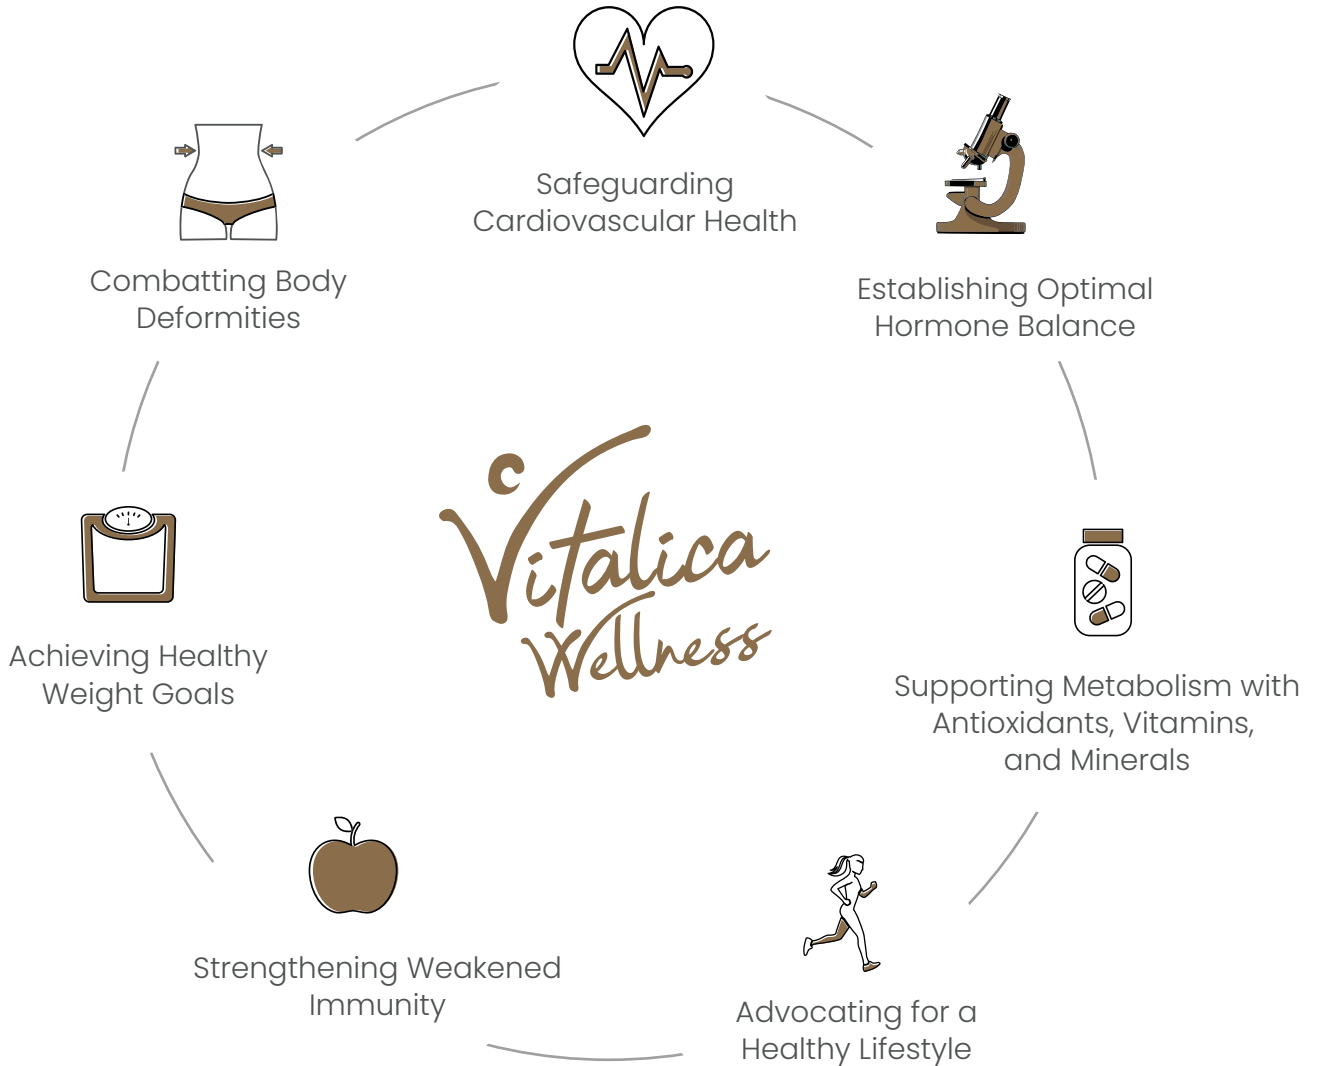 Safeguarding
Cardiovascular Health
Establishing Optimal
Hormone Balance
Supporting Metabolism with
Antioxidants, Vitamins,
and Minerals
Advocating for a
Healthy Lifestyle
Strengthening Weakened
Immunity
Achieving Healthy
Weight Goals
Combatting Body
Deformities
Vitalica
Wellness